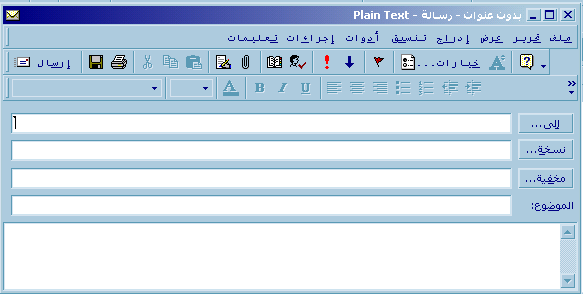 بدون عنوان - رسالة - Plain Text
ملف تحرير عرض إدراج تنسيق أدوات إجراءات تعليمات
إرسال خيارات...
B I U A
إلى...
نسخة...
مخفية...
الموضوع: